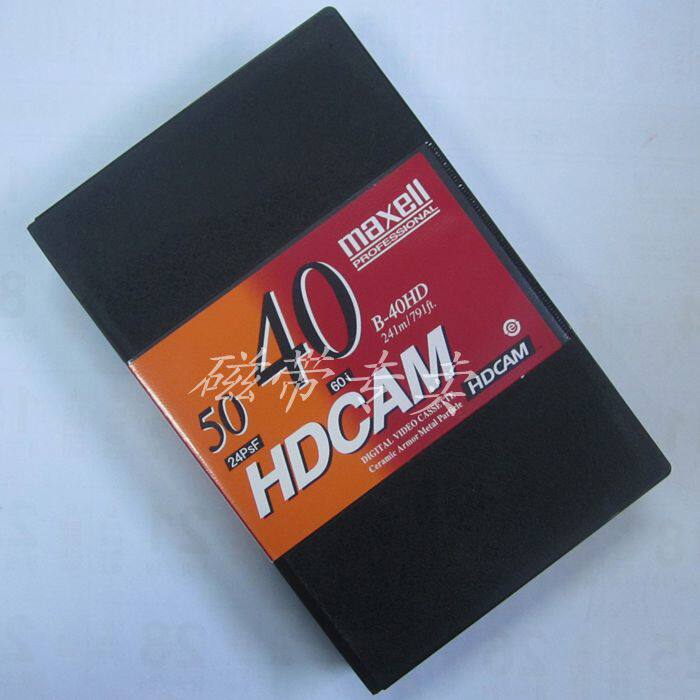 maxell
PROFESSIONAL
40
B-40HD
241m/791ft.
50
24PsF
60i
HDCAM
DIGITAL VIDEO CASSETTE
Ceramic Armor Metal Particle
e
HDCAM
磁带专卖